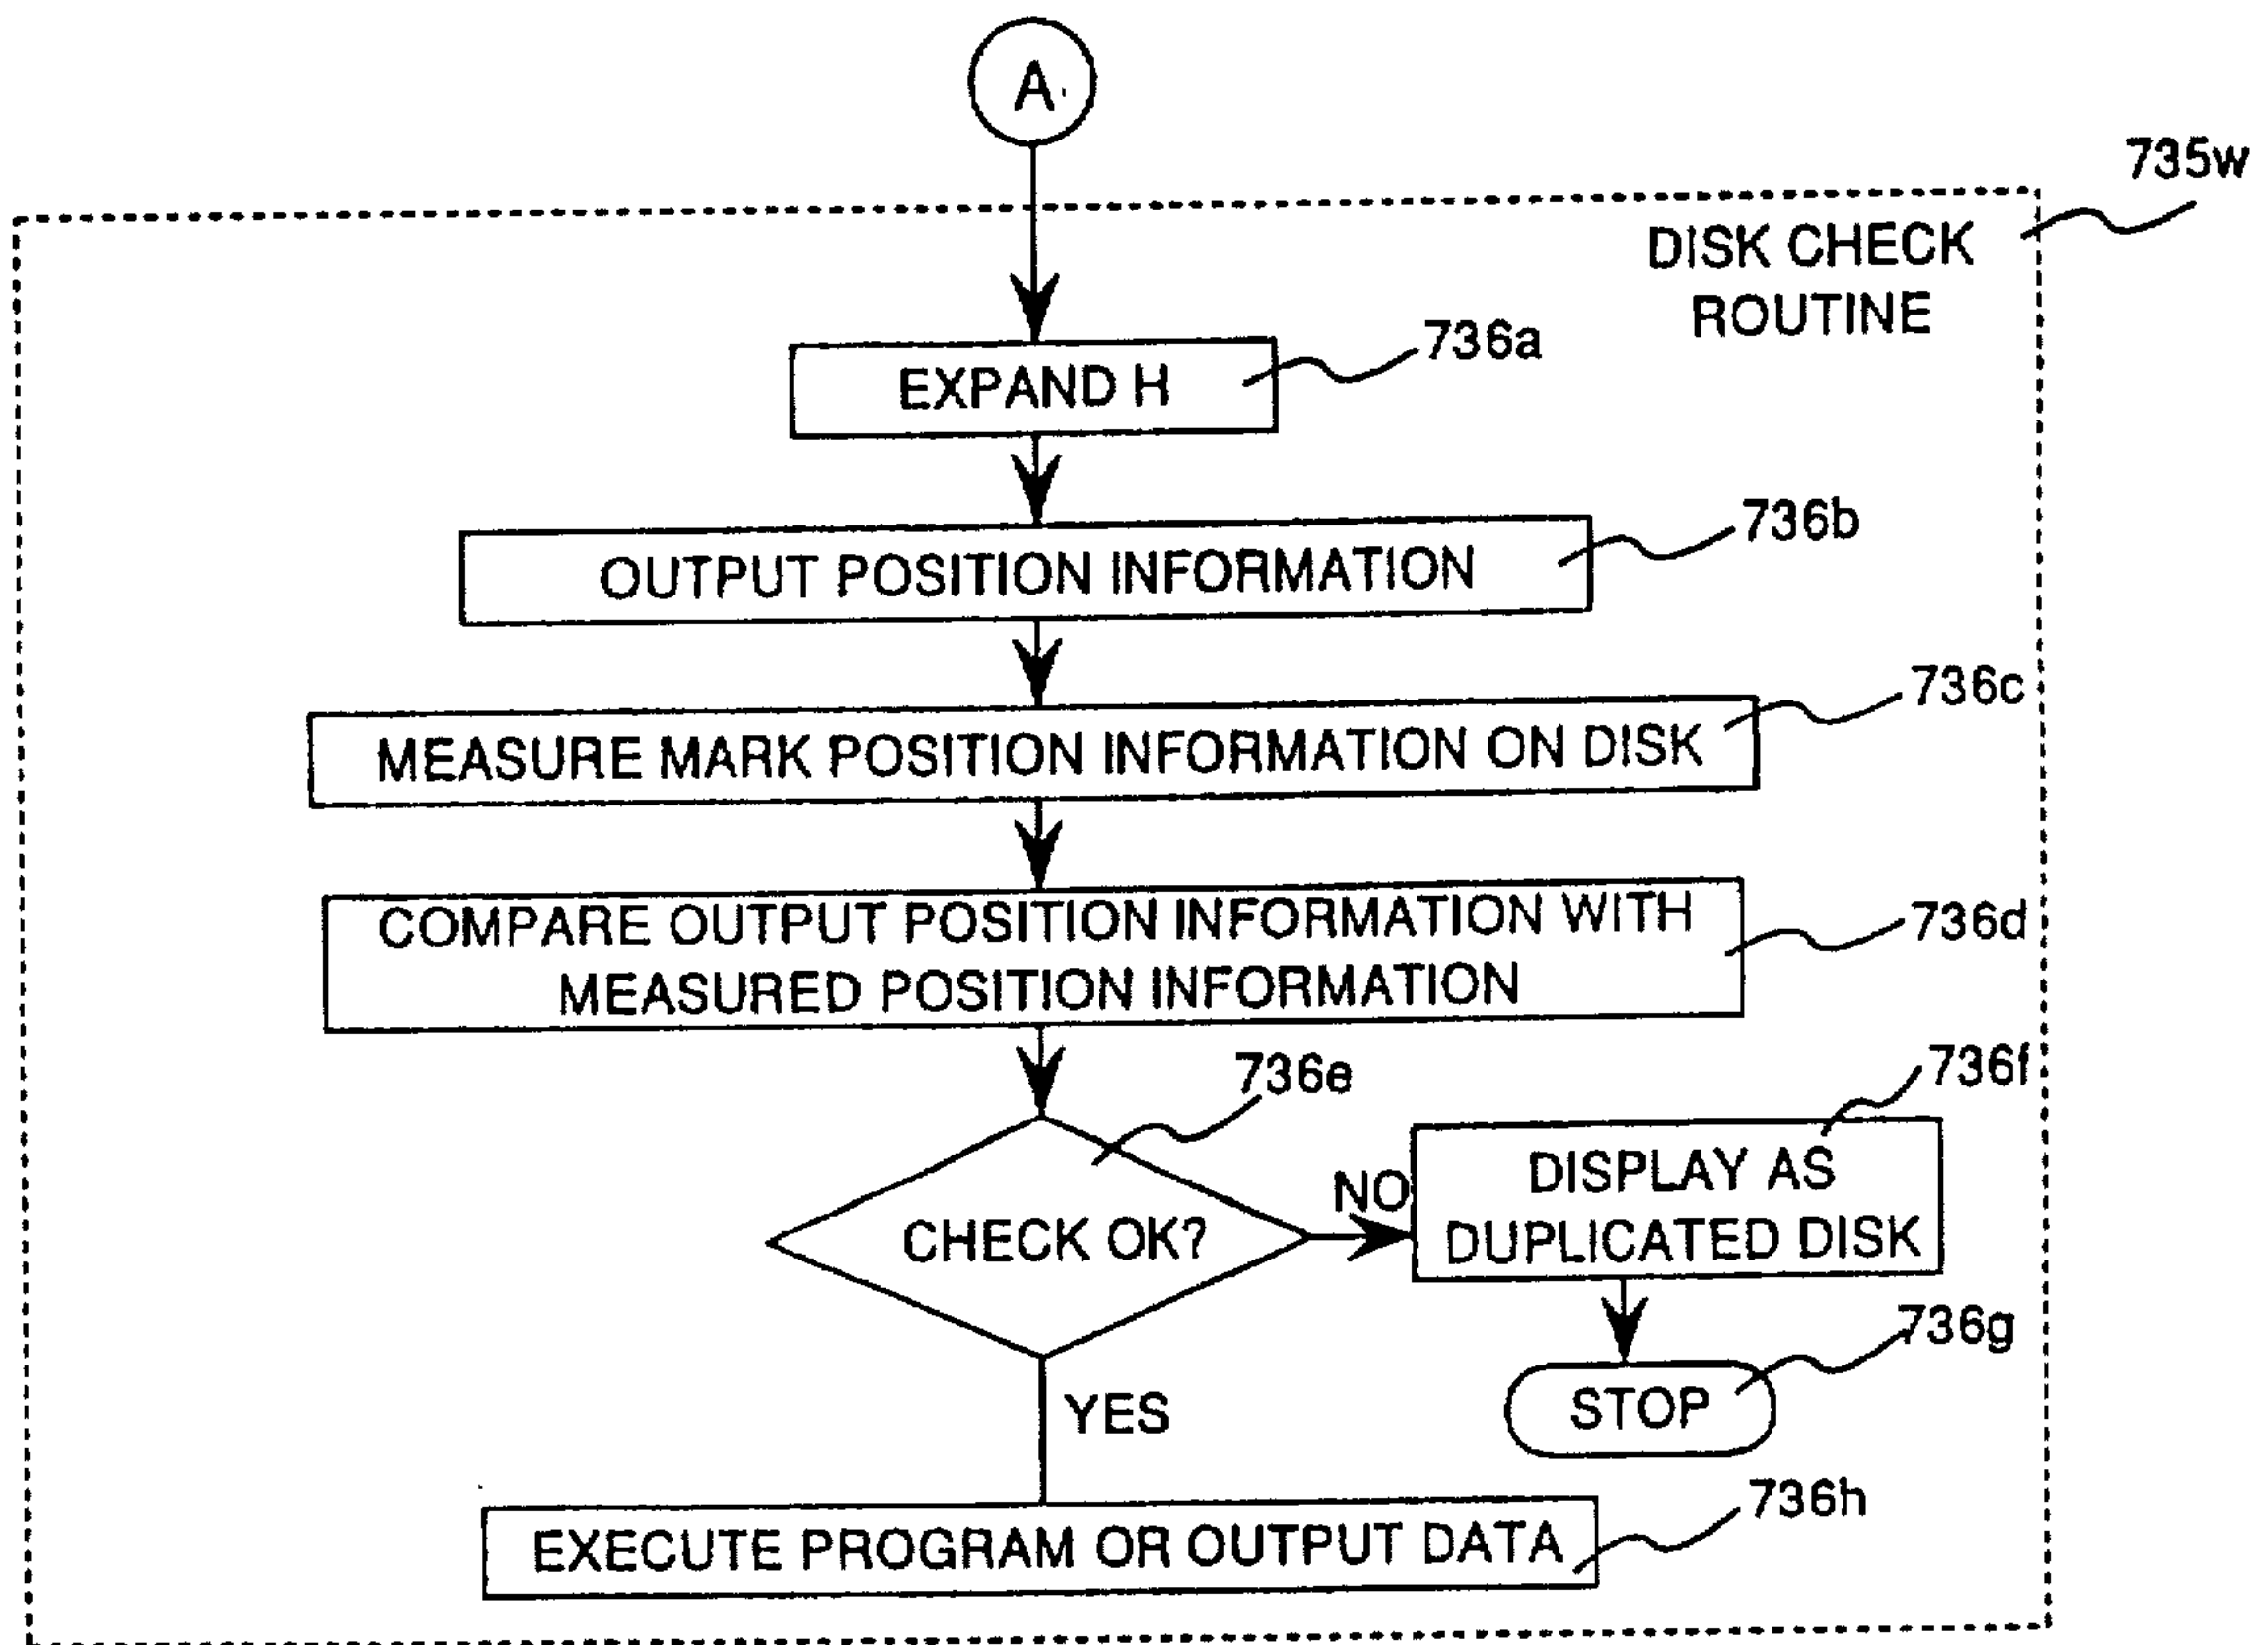 A
735w
DISK CHECK
ROUTINE
736a
EXPAND H
736b
OUTPUT POSITION INFORMATION
736c
MEASURE MARK POSITION INFORMATION ON DISK
COMPARE OUTPUT POSITION INFORMATION WITH
MEASURED POSITION INFORMATION
736d
736e
736f
NO
DISPLAY AS
DUPLICATED DISK
CHECK OK?
736g
STOP
YES
736h
EXECUTE PROGRAM OR OUTPUT DATA